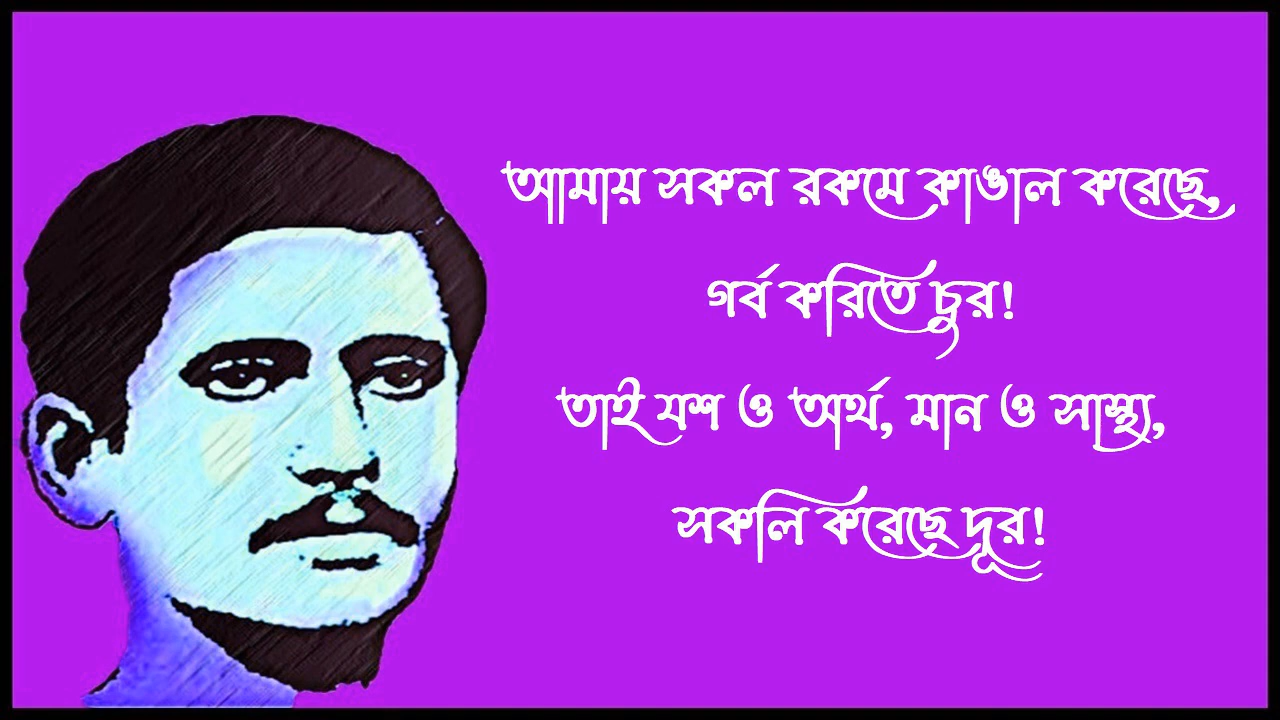 আমায় সকল রকমে কাঙাল করেছে,
গর্ব করিতে চুর!
তাই যশ ও অর্থ, মান ও সাস্থ্য,
সকলি করেছে দূর!